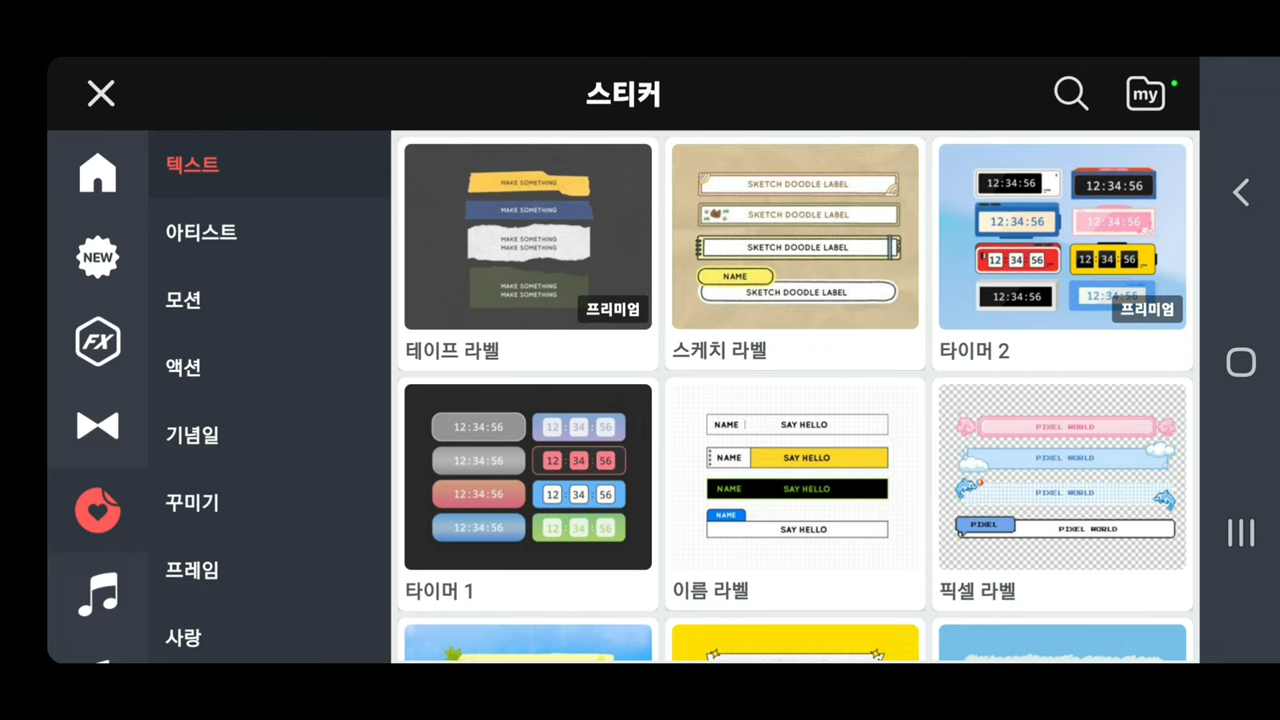 스티커
my
NEW
FX
텍스트
아티스트
모션
액션
기념일
꾸미기
프레임
사랑
MAKE SOMETHING
MAKE SOMETHING
MAKE SOMETHING
MAKE SOMETHING
MAKE SOMETHING
MAKE SOMETHING
프리미엄
테이프 라벨
SKETCH DOODLE LABEL
SKETCH DOODLE LABEL
SKETCH DOODLE LABEL
NAME
SKETCH DOODLE LABEL
스케치 라벨
12:34:56 12:34:56
12:34:56 12:34:56
12:34:56 12:34:56
12:34:56 12:34:56
프리미엄
타이머 2
12:34:56 12:34:56
12:34:56 12:34:56
12:34:56 12:34:56
12:34:56 12:34:56
타이머 1
NAME SAY HELLO
NAME SAY HELLO
NAME SAY HELLO
NAME
SAY HELLO
이름 라벨
PIXEL WORLD
PIXEL WORLD
PIXEL WORLD
PIXEL
PIXEL WORLD
픽셀 라벨